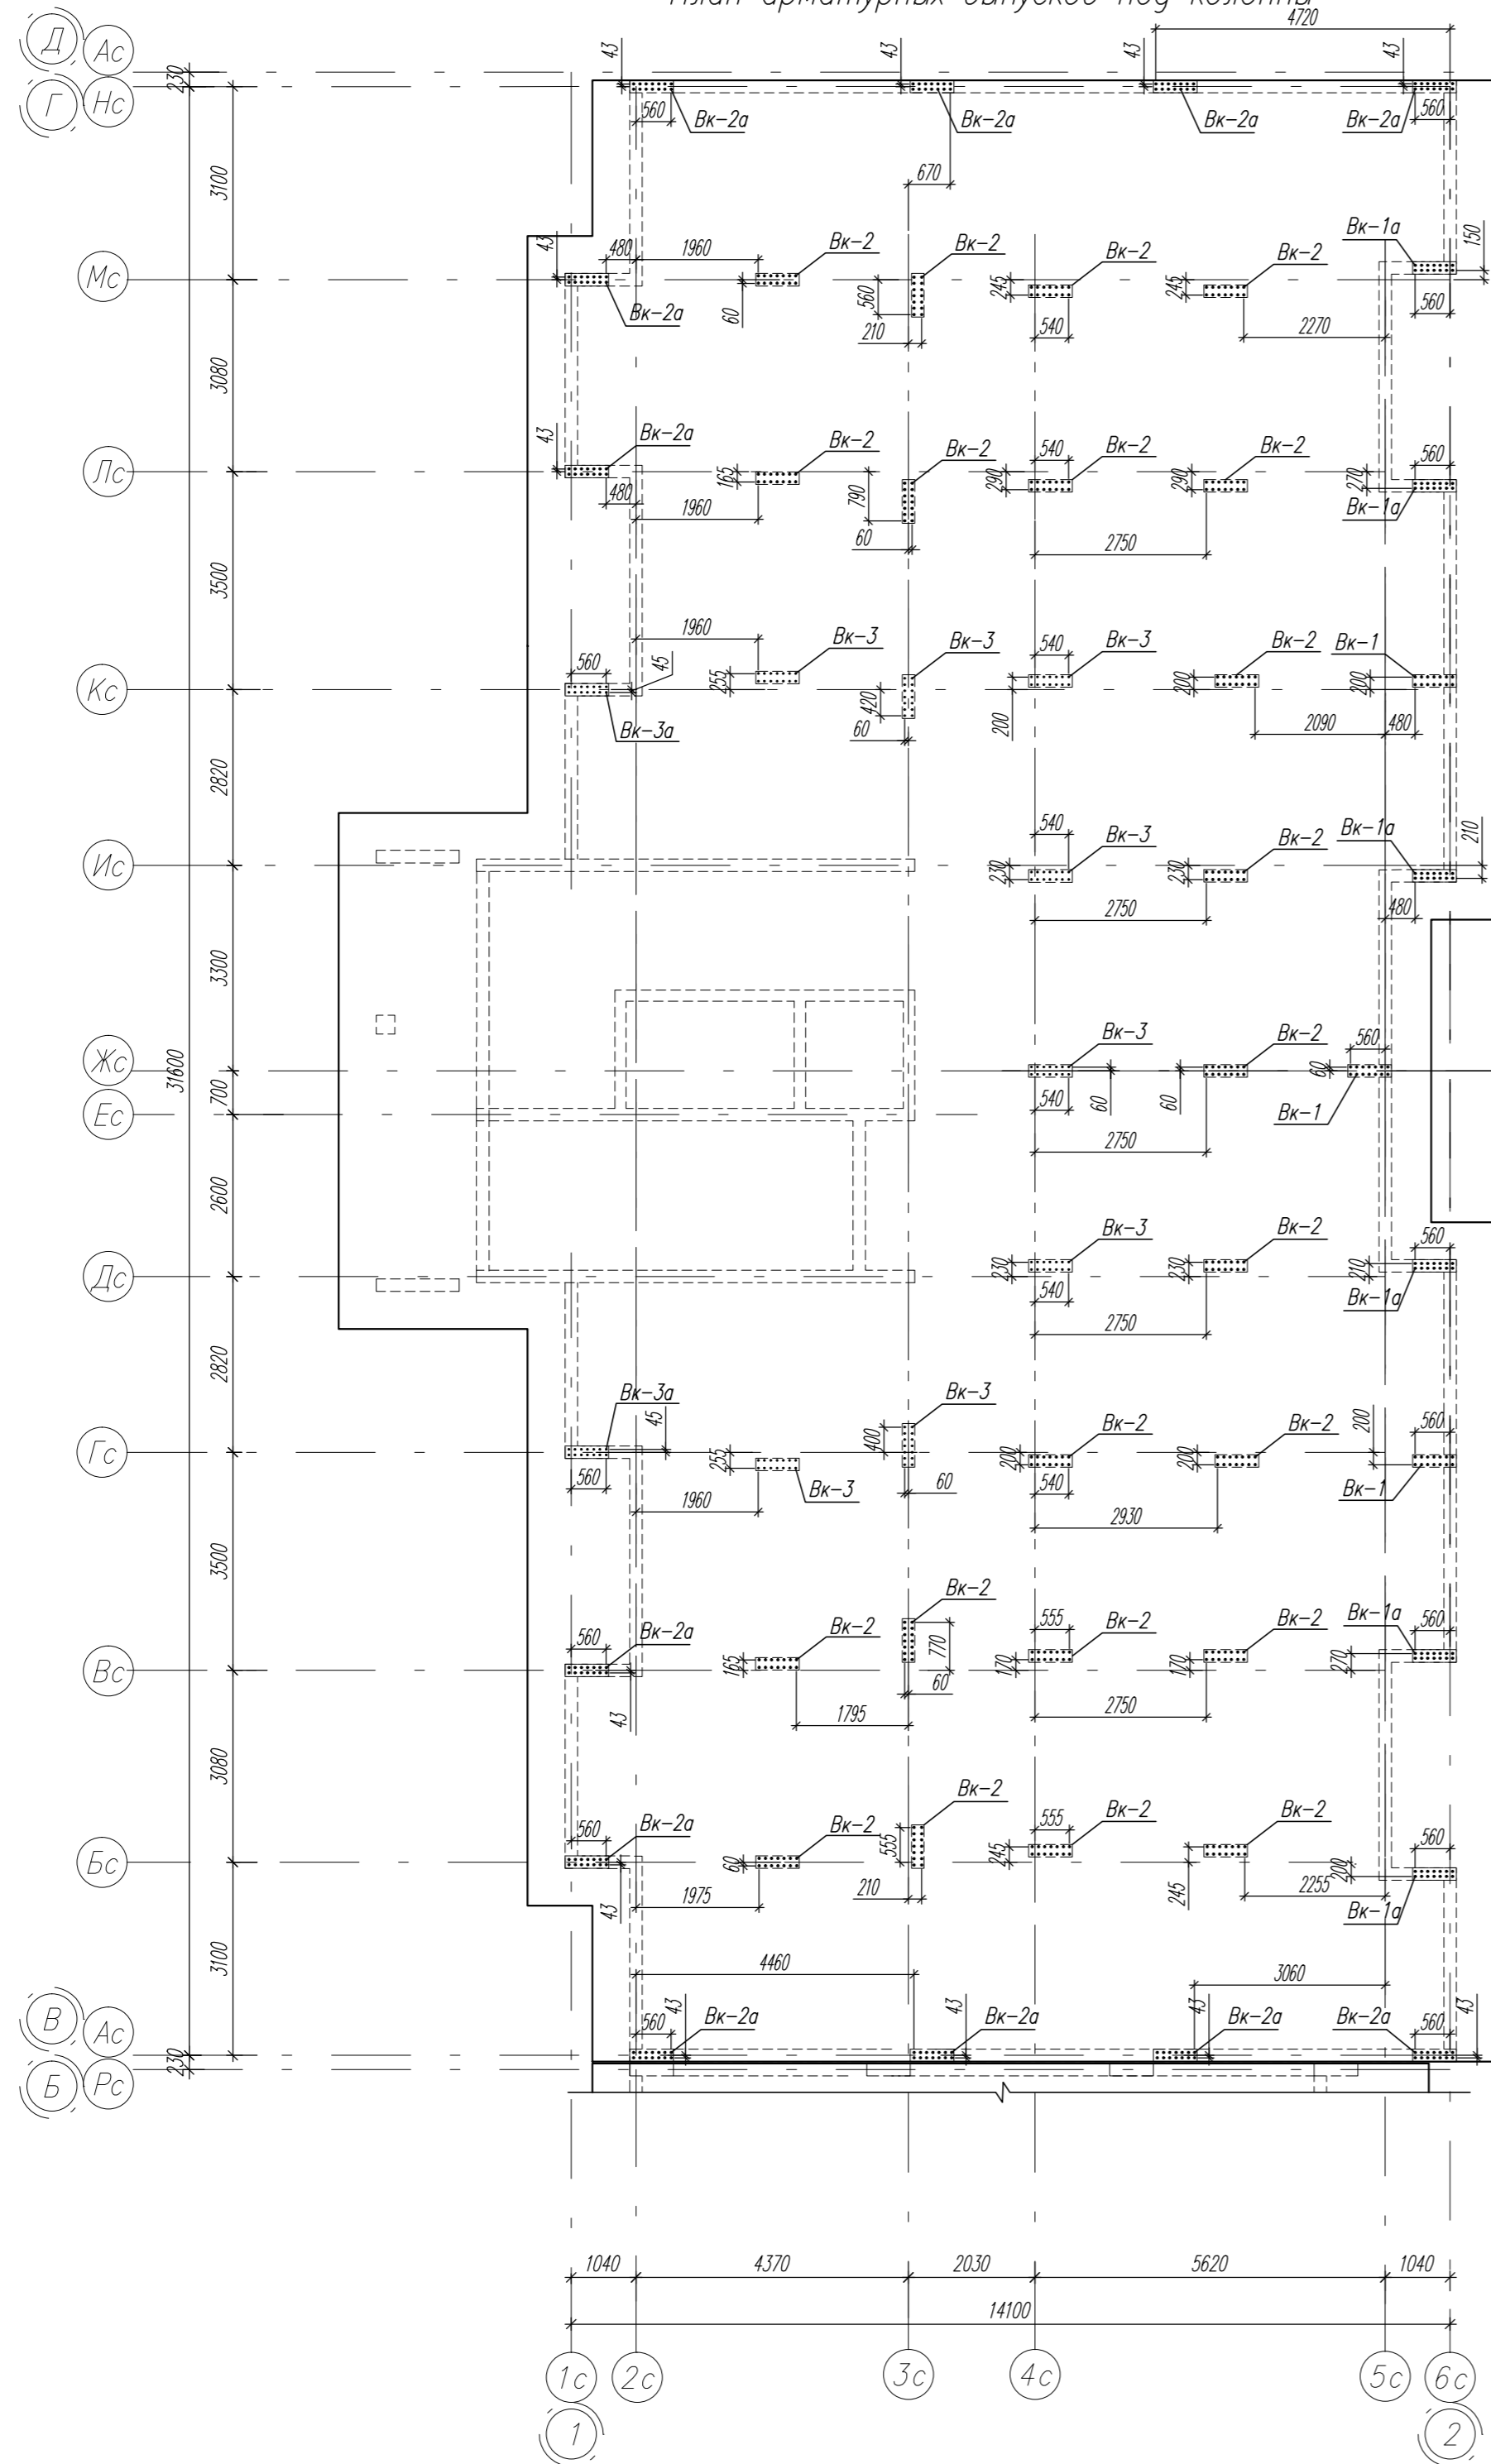 План арматурных выпусков под колонны
4720
Д Ас
230
43 43 43 43
Г Нс
560 Вк-2а Вк-2а Вк-2а Вк-2а 560
3100
670
Вк-1а
150
43 480 1960 Вк-2 Вк-2 Вк-2 Вк-2
Мс
245 245
60 560
Вк-2а 560
210 540 2270
3080
43 Вк-2а Вк-2 Вк-2 540 Вк-2 Вк-2 560
Лс
165 790 290 290 270
480 Вк-1а
1960
60 2750
3500
1960 Вк-3 Вк-3 540 Вк-3 Вк-2 Вк-1
560 45
Кс
255 420 200 200 200
Вк-3а 60 2090 480
2820
540 Вк-3 Вк-2 Вк-1а 210
Ис
230 230
2750 480
3300
Вк-3 Вк-2 560
Жс
31600
700
60 60 60
Ес
540 Вк-1
2750
2600
Вк-3 Вк-2 560
Дс
230 230 210
540 Вк-1а
2750
2820
Вк-3а Вк-3
45 400 Вк-2 Вк-2 200 560
Гс
255 200 200
560 60 540 Вк-1
1960 Вк-3
2930
3500
Вк-2
560 Вк-2а Вк-2 770 555 Вк-2 Вк-2 Вк-1а 560
Вс
165 170 170 270
43 60
1795 2750
3080
Вк-2
560 Вк-2а Вк-2 555 555 Вк-2 Вк-2 560
Бс
60 245 245 200
43 1975 210 2255
Вк-1а
3100
4460 3060
В Ас
560 43 Вк-2а 43 Вк-2а 43 Вк-2а Вк-2а 560 43
230
Б Рс
1040 4370 2030 5620 1040
14100
1с 2с 3с 4с 5с 6с
1 2